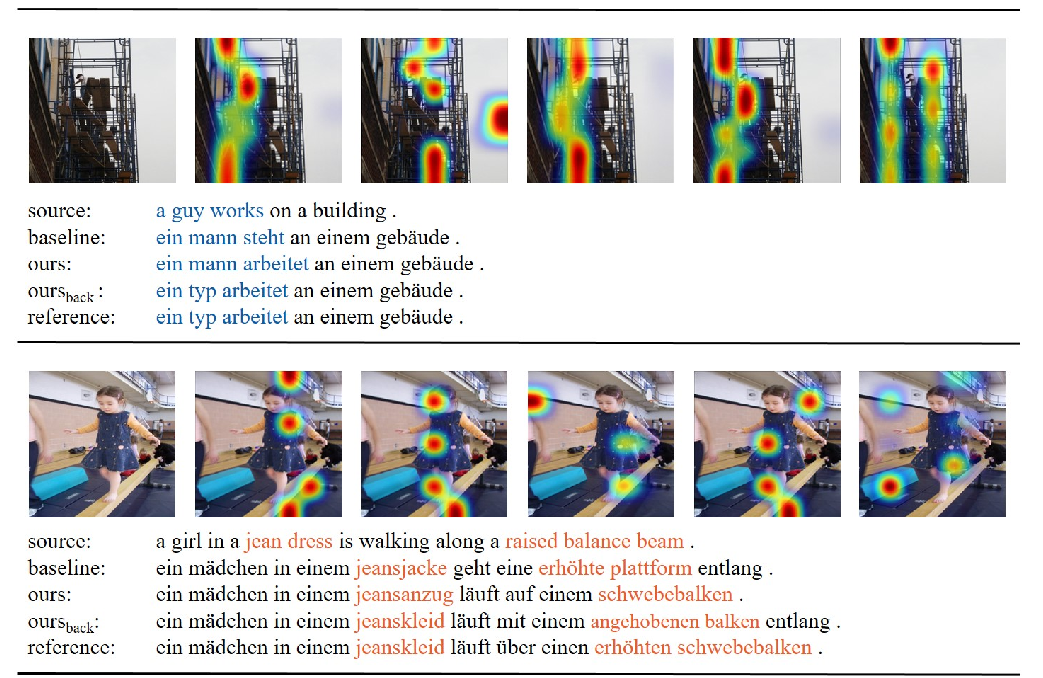 source: a guy works on a building .
baseline: ein mann steht an einem gebäude .
ours: ein mann arbeitet an einem gebäude .
ours_back : ein typ arbeitet an einem gebäude .
reference: ein typ arbeitet an einem gebäude .
source: a girl in a jean dress is walking along a raised balance beam .
baseline: ein mädchen in einem jeansjacke geht eine erhöhte plattform entlang .
ours: ein mädchen in einem jeansanzug läuft auf einem schwebebalken .
ours_back: ein mädchen in einem jeanskleid läuft mit einem angehobenen balken entlang .
reference: ein mädchen in einem jeanskleid läuft über einen erhöhten schwebebalken .